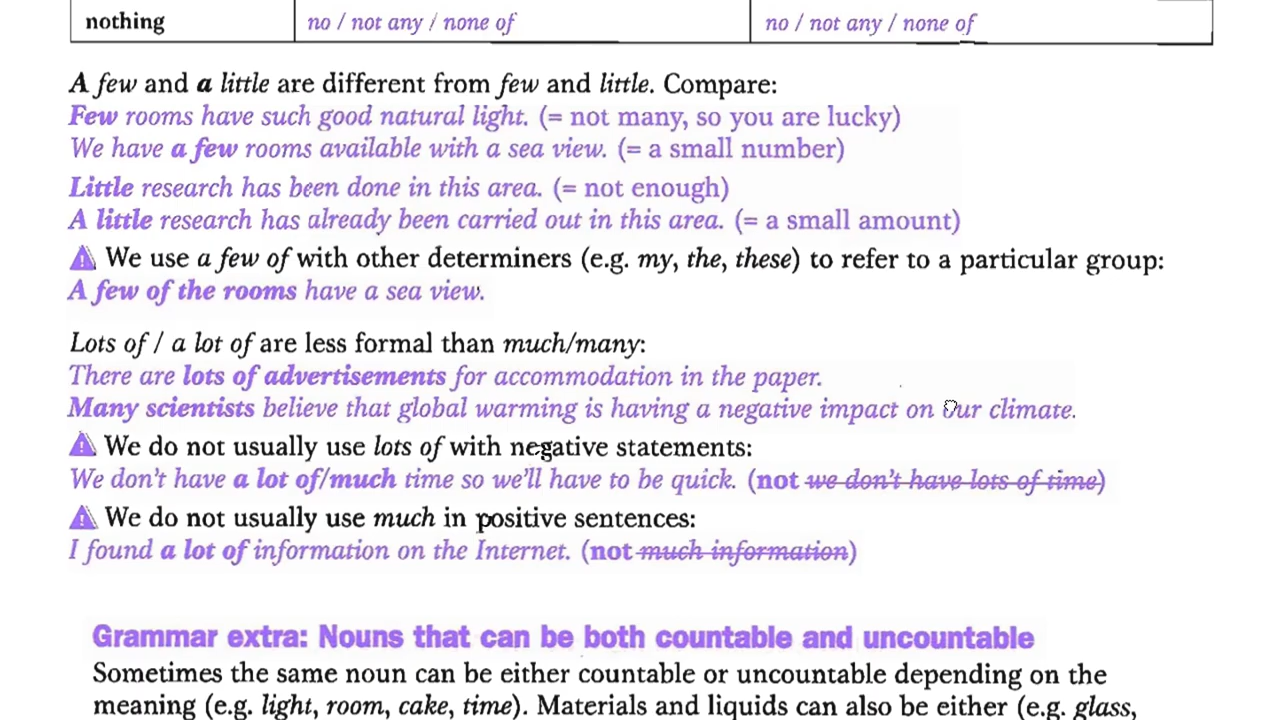 nothing no / not any / none of no / not any / none of
A few and a little are different from few and little. Compare:
Few rooms have such good natural light. (= not many, so you are lucky)
We have a few rooms available with a sea view. (= a small number)
Little research has been done in this area. (= not enough)
A little research has already been carried out in this area. (= a small amount)
We use a few of with other determiners (e.g. my, the, these) to refer to a particular group:
A few of the rooms have a sea view.
Lots of / a lot of are less formal than much/many:
There are lots of advertisements for accommodation in the paper.
Many scientists believe that global warming is having a negative impact on our climate.
We do not usually use lots of with negative statements:
We don't have a lot of/much time so we'll have to be quick. (not we don't have lots of time)
We do not usually use much in positive sentences:
I found a lot of information on the Internet. (not much information)
Grammar extra: Nouns that can be both countable and uncountable
Sometimes the same noun can be either countable or uncountable depending on the
meaning (e.g. light, room, cake, time). Materials and liquids can also be either (e.g. glass,